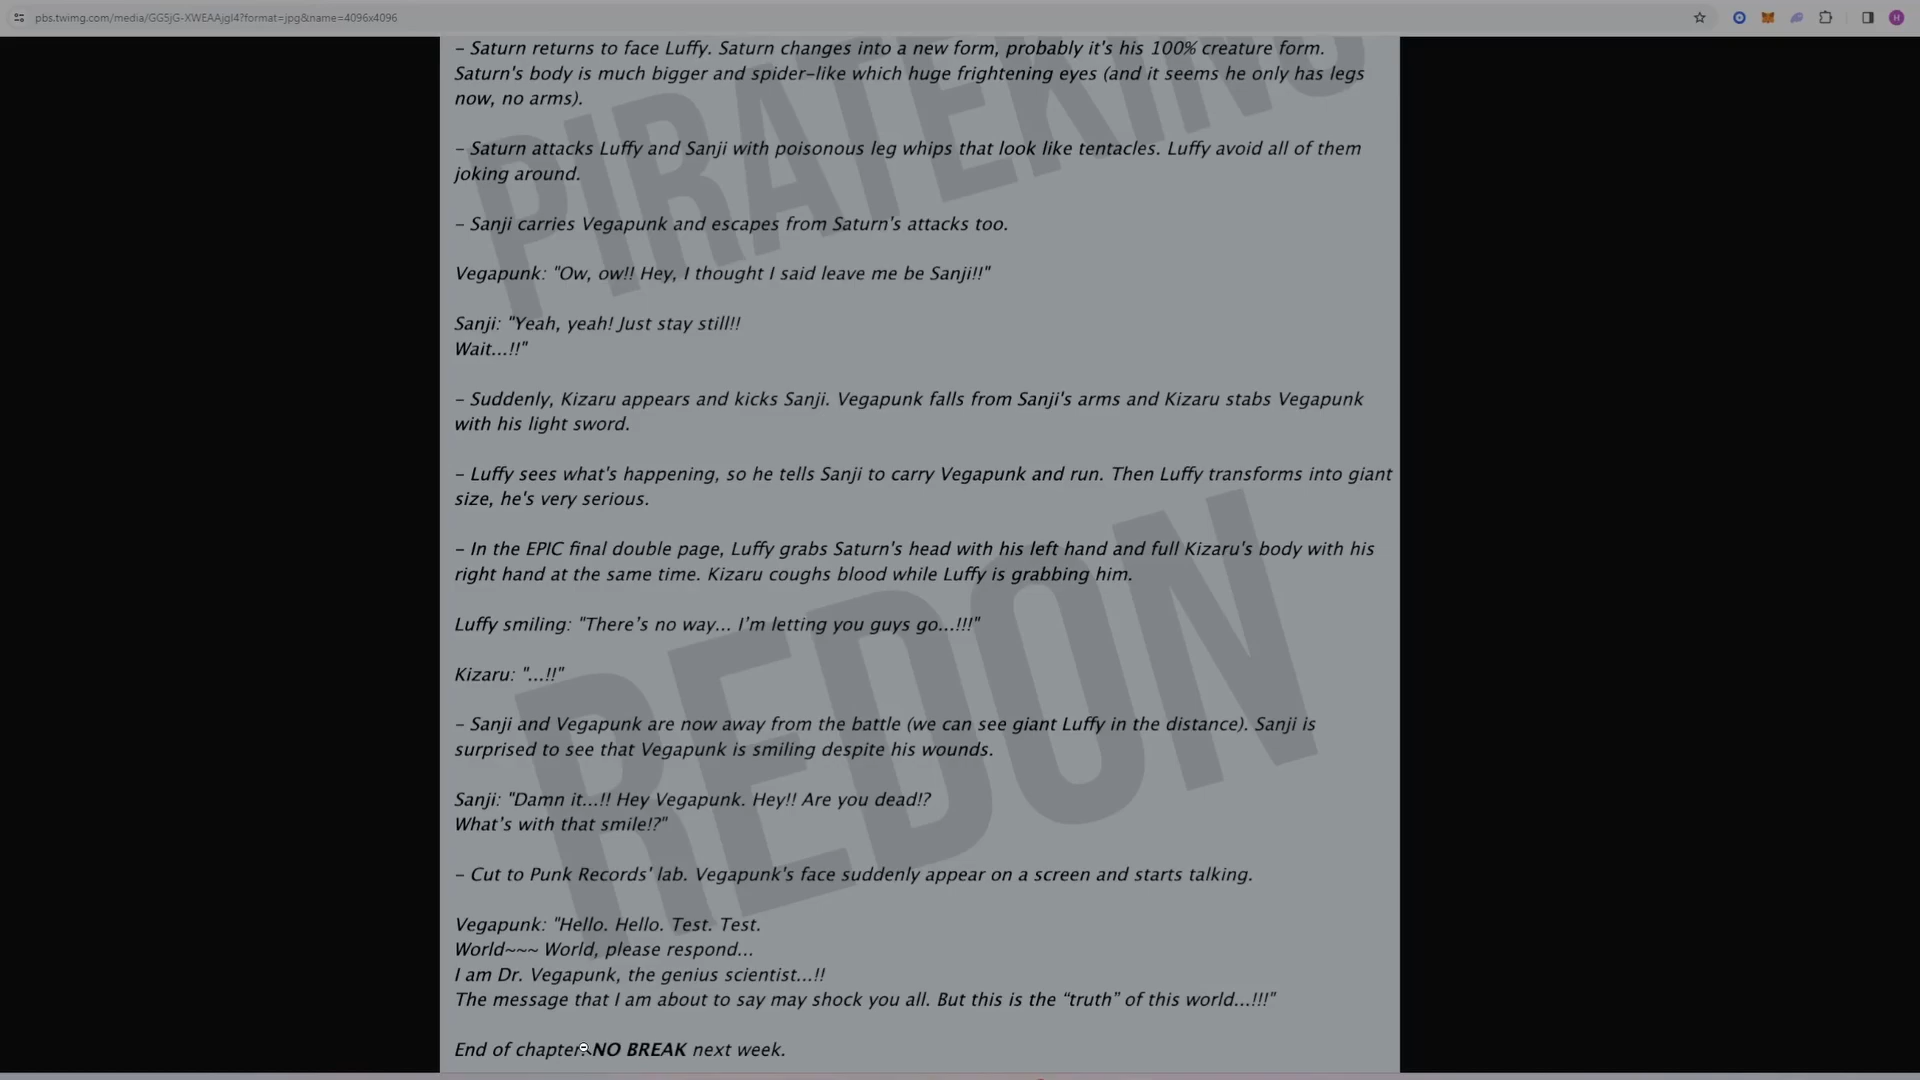 pbs.twimg.com/media/GG5jG-XWEAAjgI4?format=jpg&name=4096x4096
H
– Saturn returns to face Luffy. Saturn changes into a new form, probably it's his 100% creature form.
Saturn's body is much bigger and spider–like which huge frightening eyes (and it seems he only has legs
now, no arms).
– Saturn attacks Luffy and Sanji with poisonous leg whips that look like tentacles. Luffy avoid all of them
joking around.
– Sanji carries Vegapunk and escapes from Saturn's attacks too.
Vegapunk: "Ow, ow!! Hey, I thought I said leave me be Sanji!!"
Sanji: "Yeah, yeah! Just stay still!!
Wait...!!"
– Suddenly, Kizaru appears and kicks Sanji. Vegapunk falls from Sanji's arms and Kizaru stabs Vegapunk
with his light sword.
– Luffy sees what's happening, so he tells Sanji to carry Vegapunk and run. Then Luffy transforms into giant
size, he's very serious.
– In the EPIC final double page, Luffy grabs Saturn's head with his left hand and full Kizaru's body with his
right hand at the same time. Kizaru coughs blood while Luffy is grabbing him.
Luffy smiling: "There’s no way... I’m letting you guys go...!!!"
Kizaru: "...!!"
– Sanji and Vegapunk are now away from the battle (we can see giant Luffy in the distance). Sanji is
surprised to see that Vegapunk is smiling despite his wounds.
Sanji: "Damn it...!! Hey Vegapunk. Hey!! Are you dead!?
What’s with that smile!?"
– Cut to Punk Records' lab. Vegapunk's face suddenly appear on a screen and starts talking.
Vegapunk: "Hello. Hello. Test. Test.
World~~~ World, please respond...
I am Dr. Vegapunk, the genius scientist...!!
The message that I am about to say may shock you all. But this is the “truth” of this world...!!!"
End of chapter. NO BREAK next week.
PIRATEKING
REDON